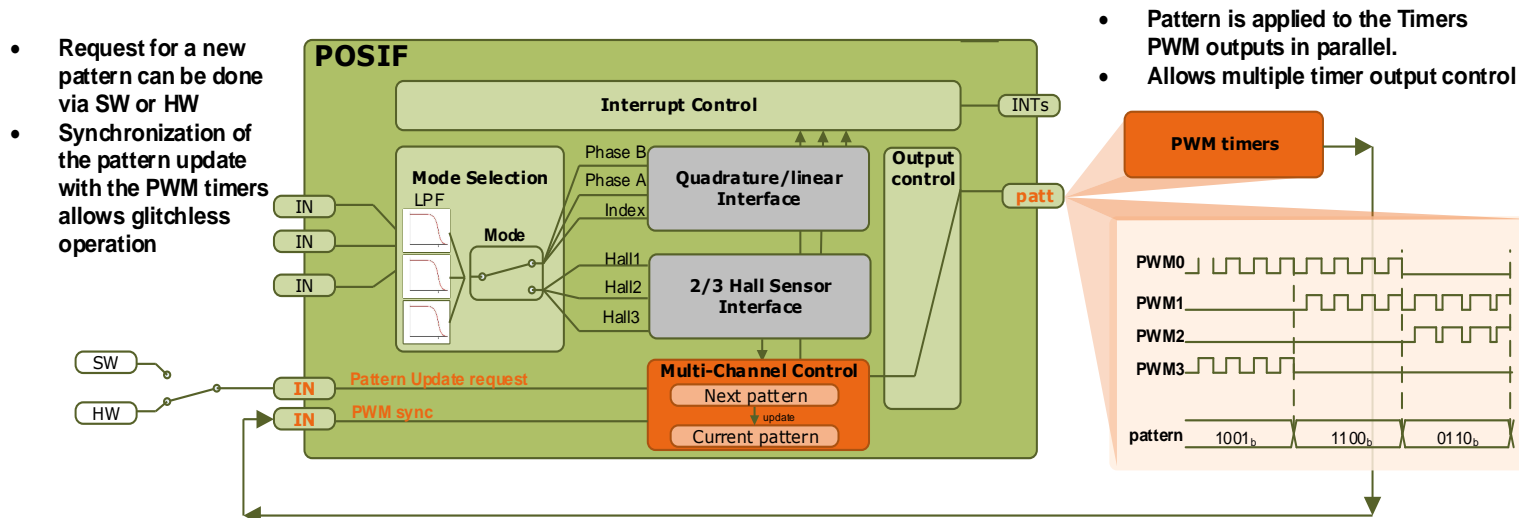 • Request for a new
pattern can be done
via SW or HW
• Synchronization of
the pattern update
with the PWM timers
allows glitchless
operation
• Pattern is applied to the Timers
PWM outputs in parallel.
• Allows multiple timer output control
POSIF
Interrupt Control
INTs
Mode Selection
LPF
Mode
IN
IN
IN
Phase B
Phase A
Index
Quadrature/linear
Interface
Hall1
Hall2
Hall3
2/3 Hall Sensor
Interface
Output
control
patt
SW
HW
IN
Pattern Update request
IN
PWM sync
Multi-Channel Control
Next pattern
update
Current pattern
PWM timers
PWM0
PWM1
PWM2
PWM3
pattern 1001b 1100b 0110b